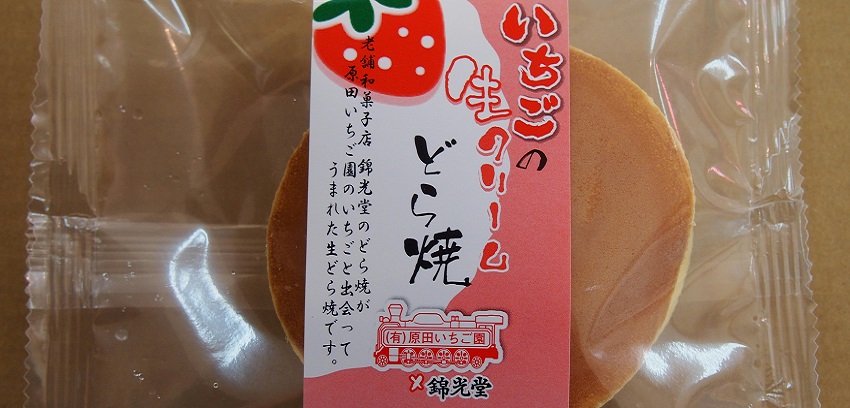 いちごの
生クリーム
どら焼
老舗和菓子店 錦光堂のどら焼が
原田いちご園のいちごと出会って
うまれた生どら焼です。
(有)原田いちご園
×錦光堂